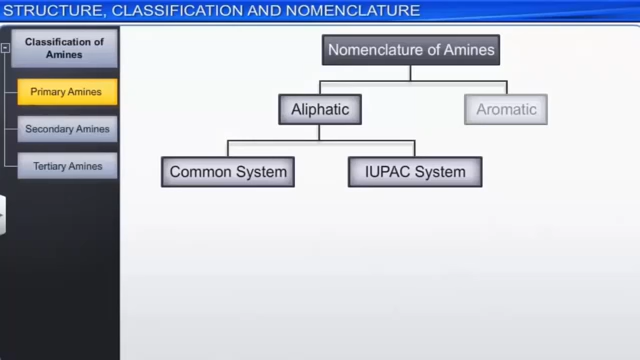 STRUCTURE, CLASSIFICATION AND NOMENCLATURE
Classification of
Amines
Primary Amines
Secondary Amines
Tertiary Amines
Nomenclature of Amines
Aliphatic
Aromatic
Common System
IUPAC System